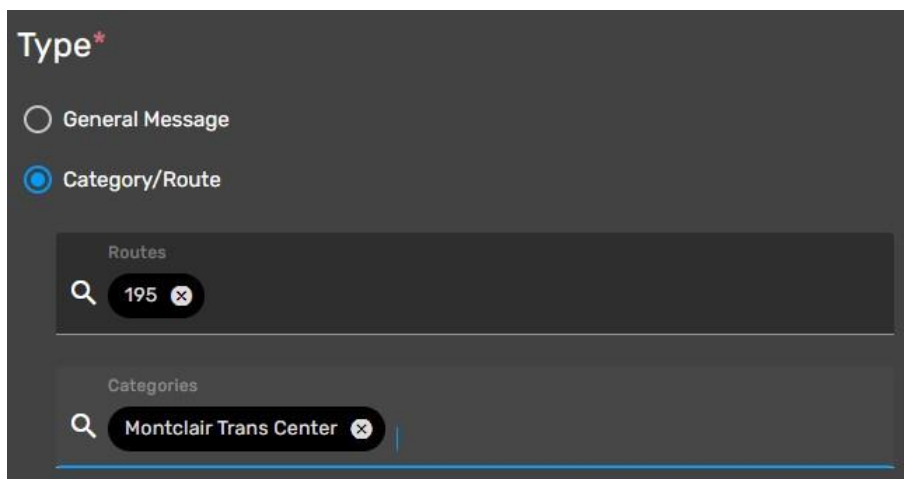 Type*
General Message
Category/Route
Routes
195
Categories
Montclair Trans Center